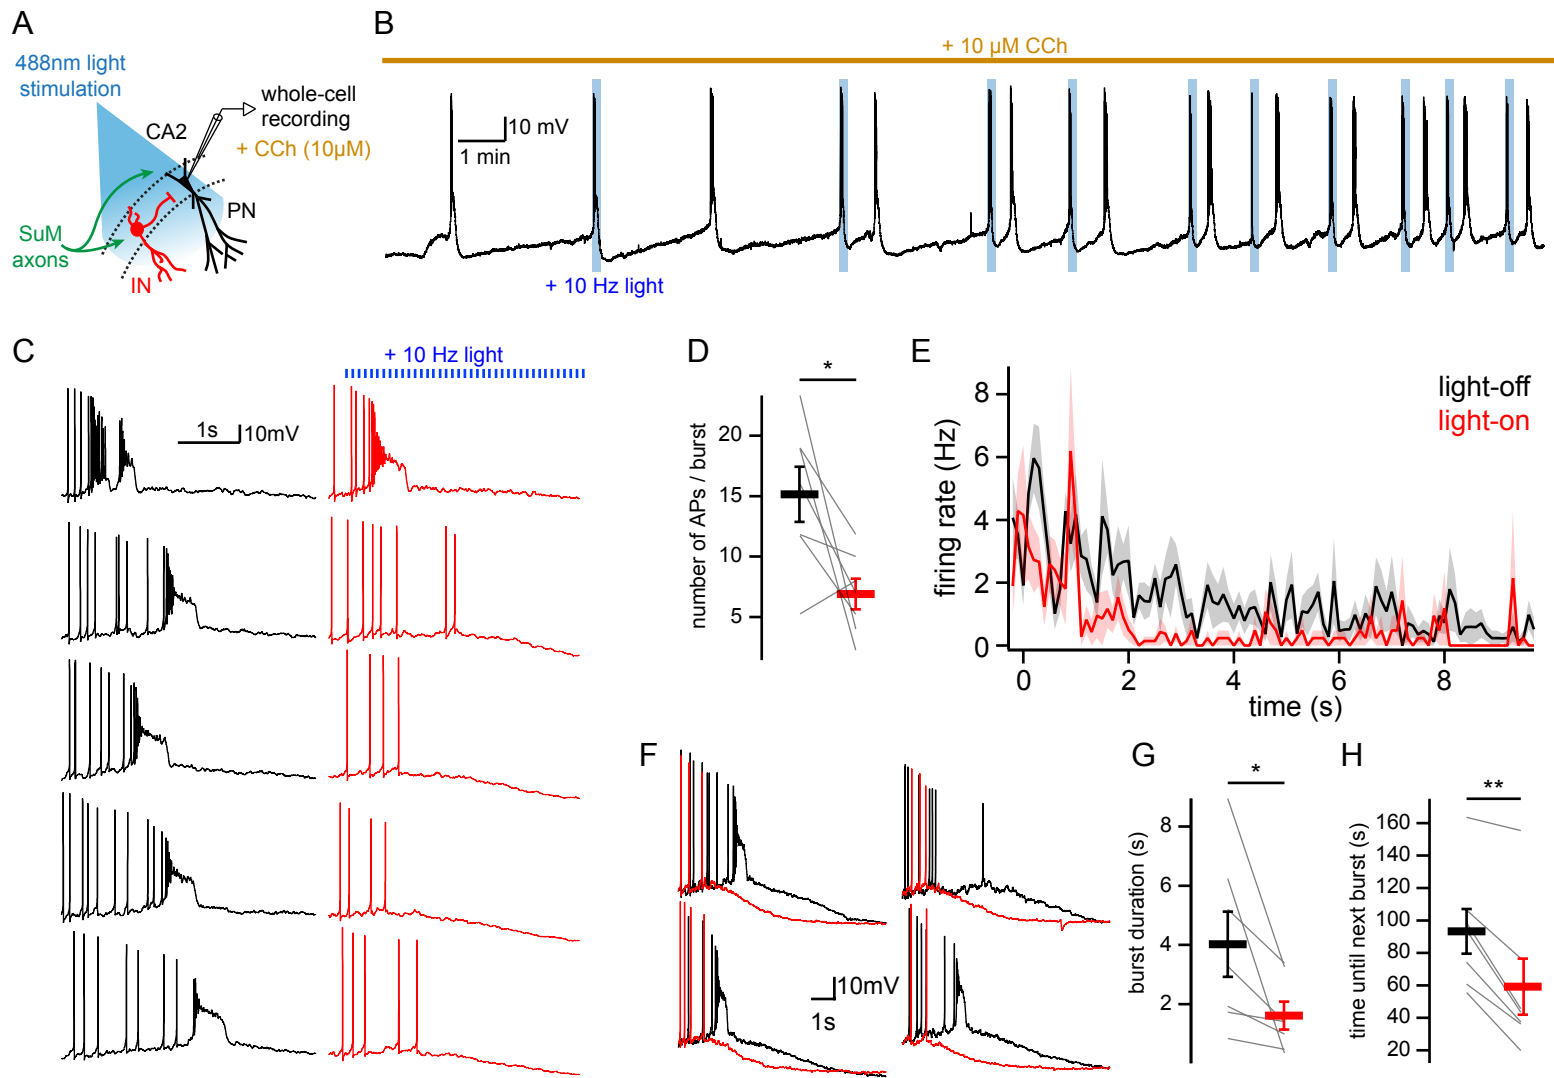 A
488nm light
stimulation
CA2
whole-cell
recording
+ CCh (10µM)
PN
SuM
axons
IN
B
+ 10 µM CCh
10 mV
1 min
+ 10 Hz light
C
+ 10 Hz light
1s
10mV
D
*
number of APs / burst
20
15
10
5
E
light-off
light-on
firing rate (Hz)
8
6
4
2
0
0
2
4
6
8
time (s)
F
10mV
1s
G
*
burst duration (s)
8
6
4
2
H
**
time until next burst (s)
160
140
120
100
80
60
40
20